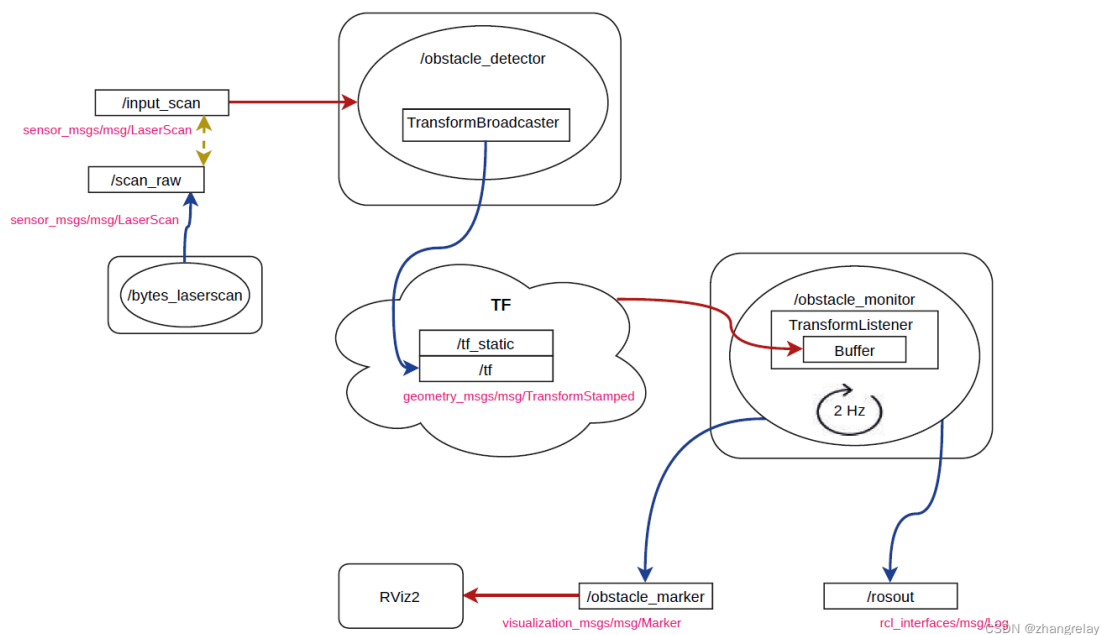 /obstacle_detector
/input_scan
TransformBroadcaster
sensor_msgs/msg/LaserScan
/scan_raw
sensor_msgs/msg/LaserScan
/bytes_laserscan
TF
/tf_static
/tf
geometry_msgs/msg/TransformStamped
/obstacle_monitor
TransformListener
Buffer
2 Hz
RViz2
/obstacle_marker
visualization_msgs/msg/Marker
/rosout
rcl_interfaces/msg/Log
CSDN @zhangrelay